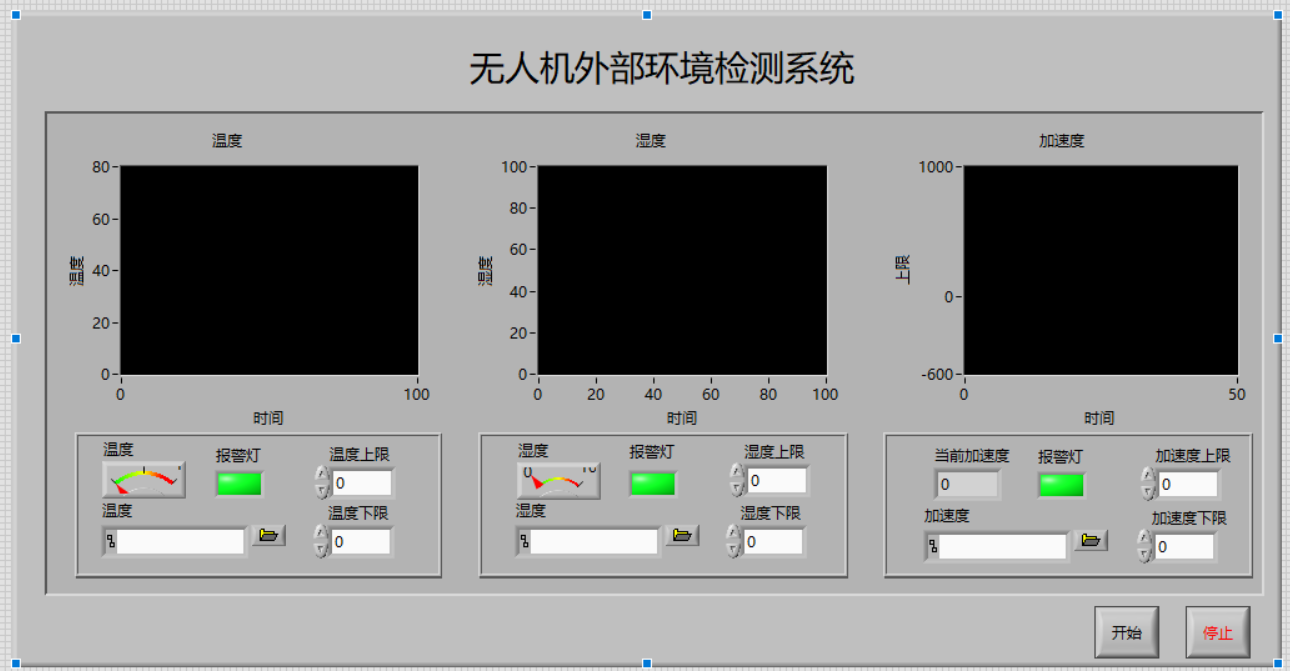 无人机外部环境检测系统
温度
80
60
40
20
0
温度
0
100
时间
湿度
100
80
60
40
20
0
湿度
0
20
40
60
80
100
时间
加速度
1000
0
-600
上限
0
50
时间
温度
报警灯
温度上限
0
温度
温度下限
0
湿度
0
10
报警灯
湿度上限
0
湿度
湿度下限
0
当前加速度
0
报警灯
加速度上限
0
加速度
加速度下限
0
开始
停止